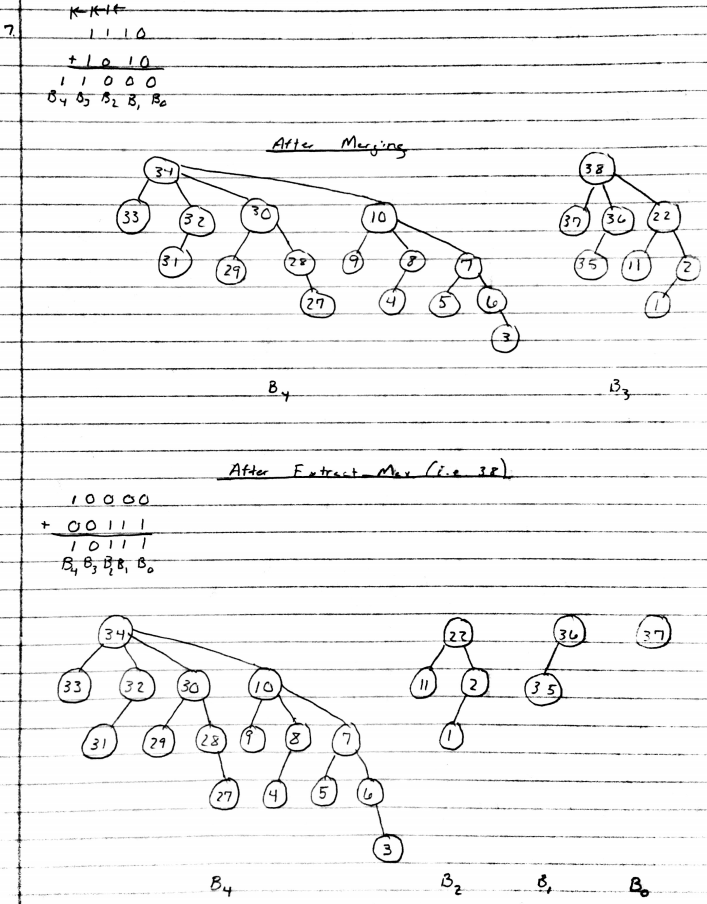 7.
1 1 1 0
+ 1 0 1 0
1 1 0 0 0
B4 B3 B2 B1 B0
After Merging
34 38
33 32 30 10 37 36 22
31 29 28 9 8 7 35 11 2
27 4 5 6 1
3
B4 B3
After Extract-Max (i.e 38)
1 0 0 0 0
+ 0 0 1 1 1
1 0 1 1 1
B4 B3 B2 B1 B0
34 22 36 37
33 32 30 10 11 2 35
31 29 28 9 8 7 1
27 4 5 6
3
B4 B2 B1 B0